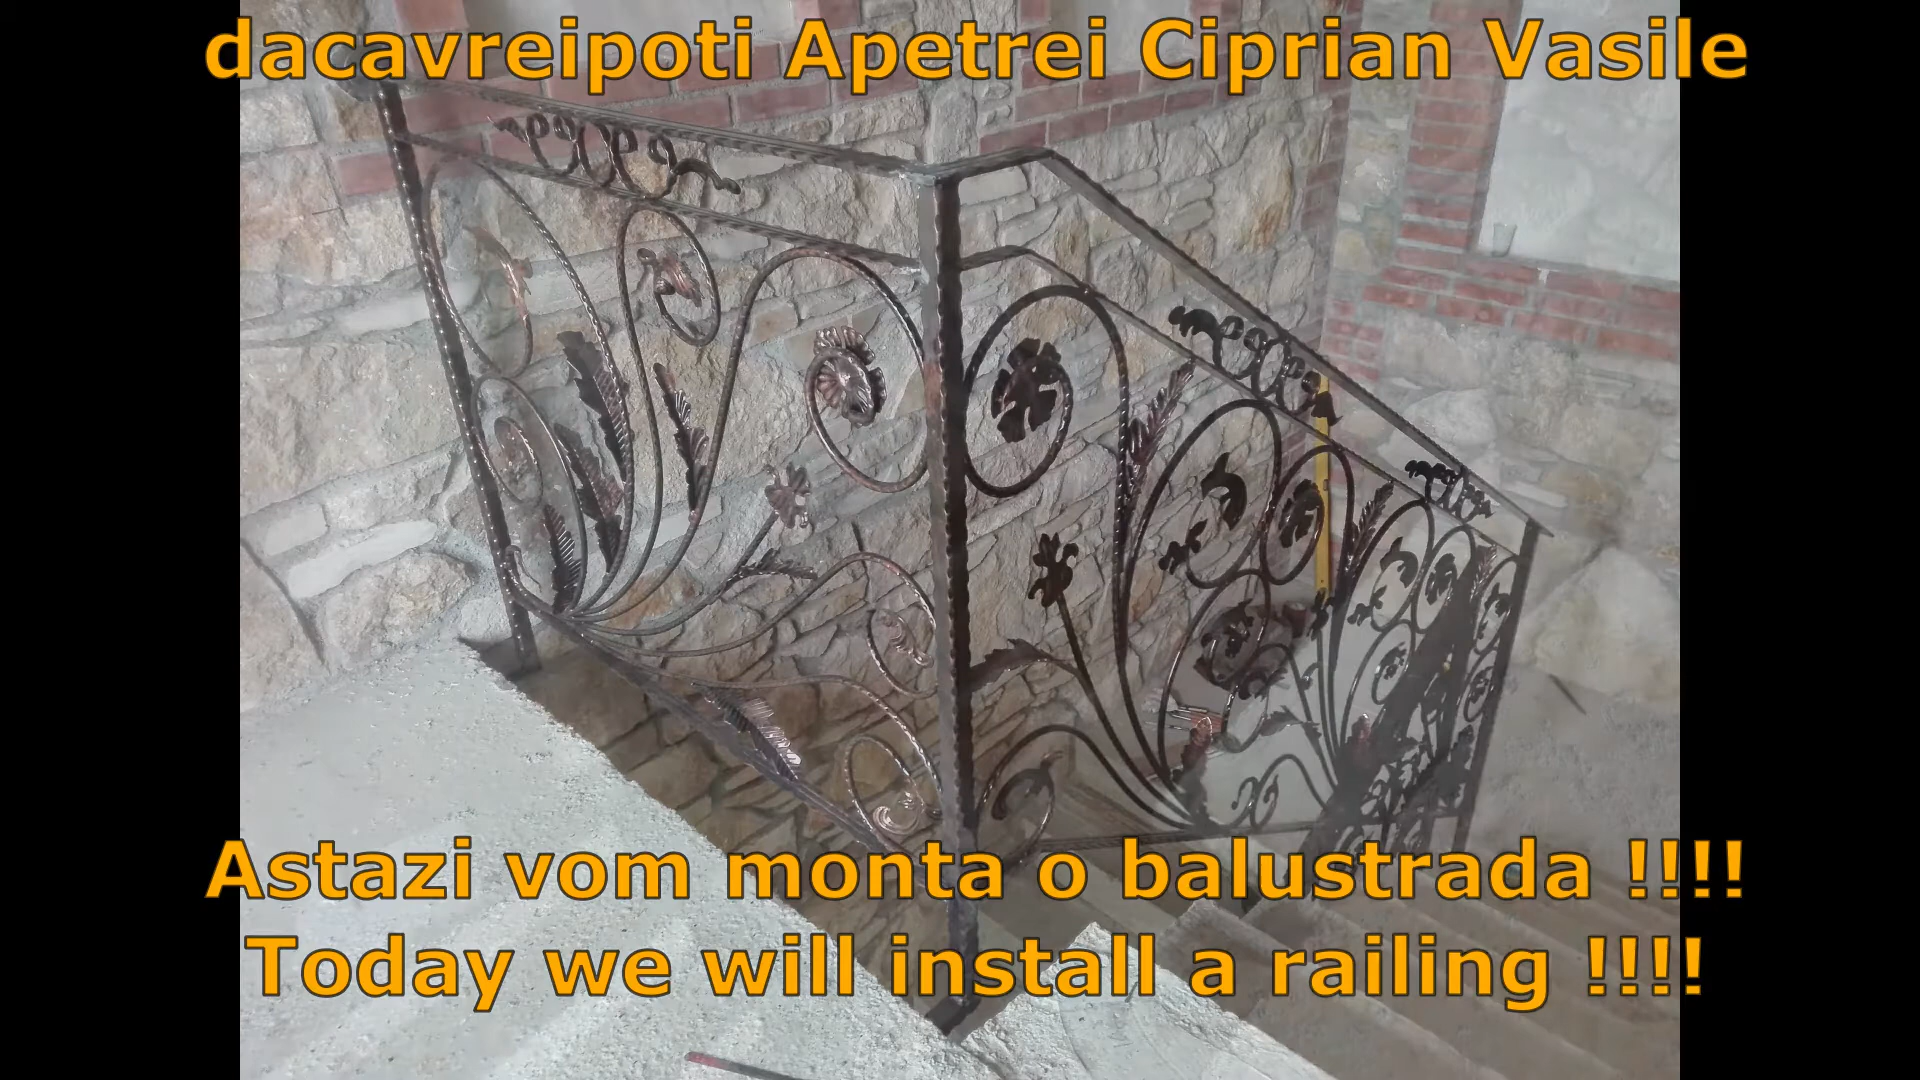 dacavreipoti Apetrei Ciprian Vasile
Astazi vom monta o balustrada !!!!
Today we will install a railing !!!!